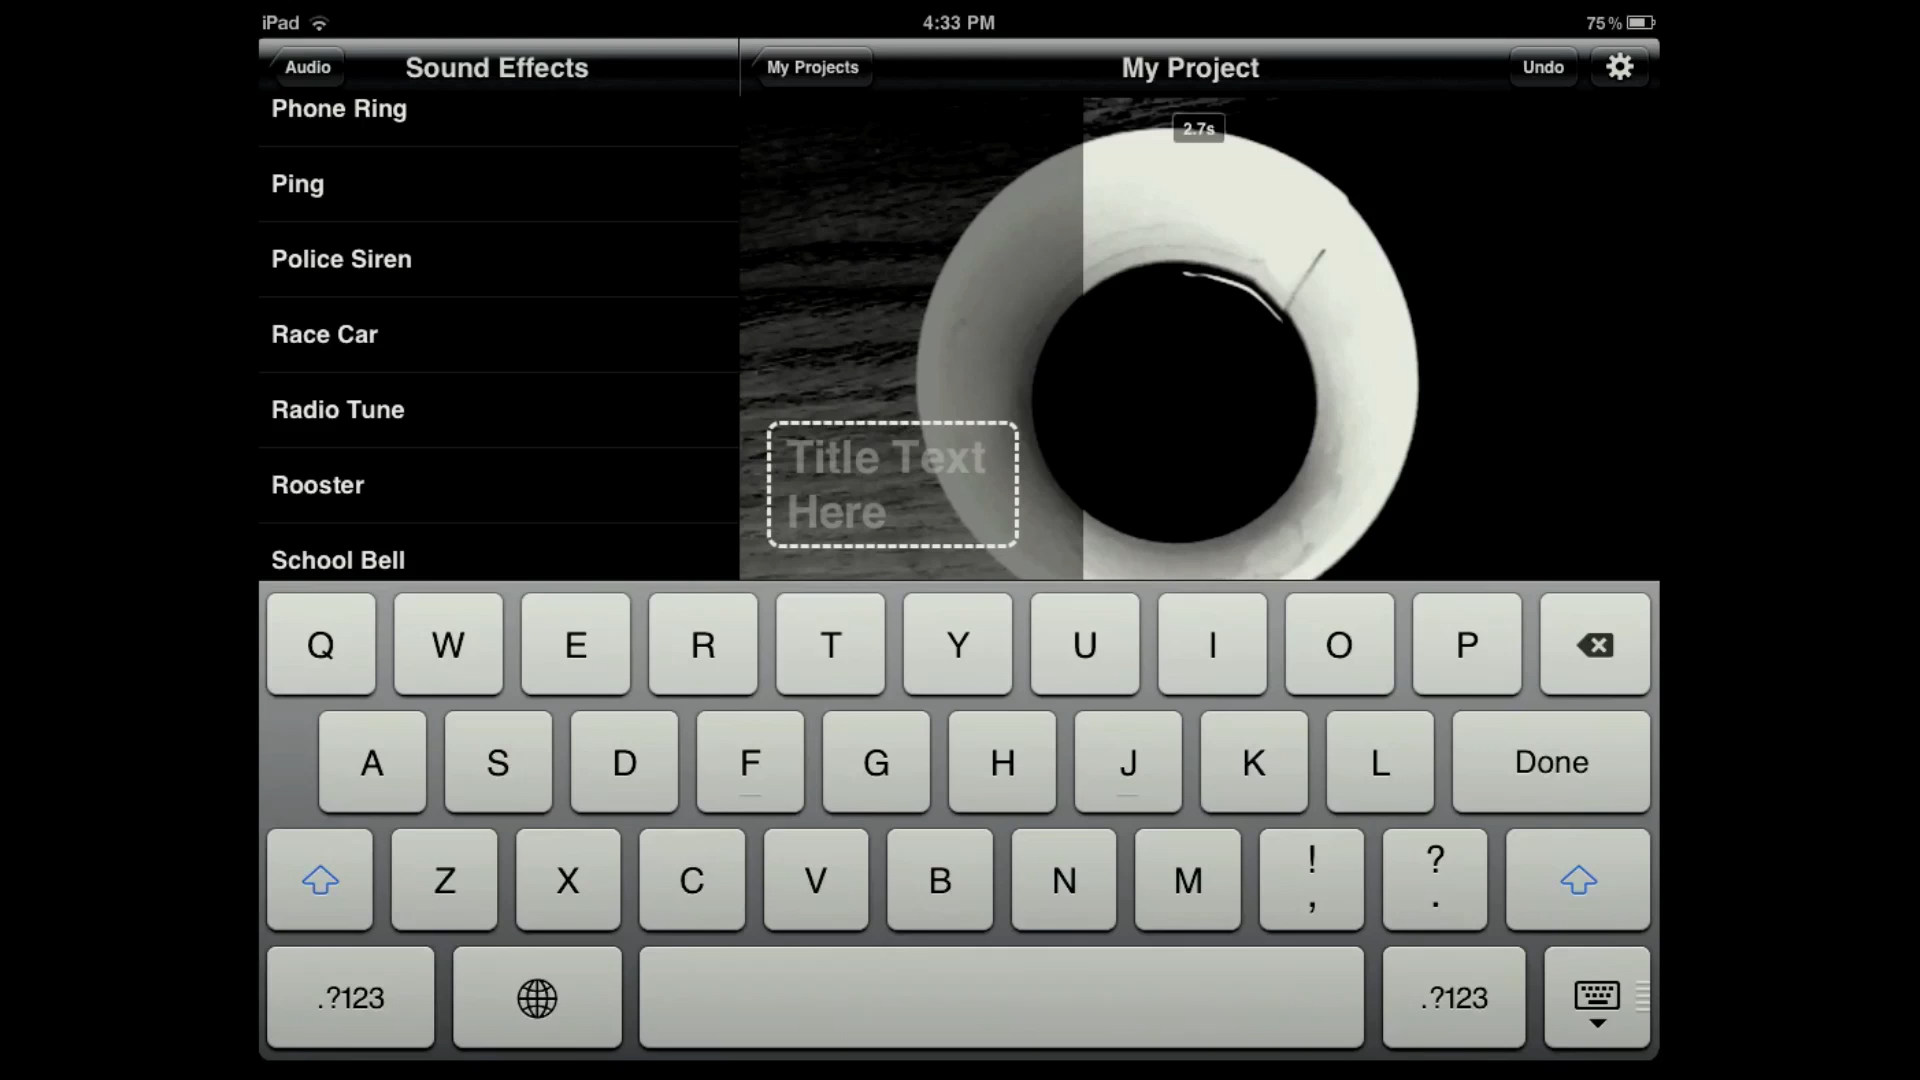 iPad
4:33 PM
75%
Audio
Sound Effects
My Projects
My Project
Undo
Phone Ring
Ping
Police Siren
Race Car
Radio Tune
Rooster
School Bell
2.7s
Title Text
Here
Q W E R T Y U I O P
A S D F G H J K L Done
Z X C V B N M ! , ? .
.?123 .?123